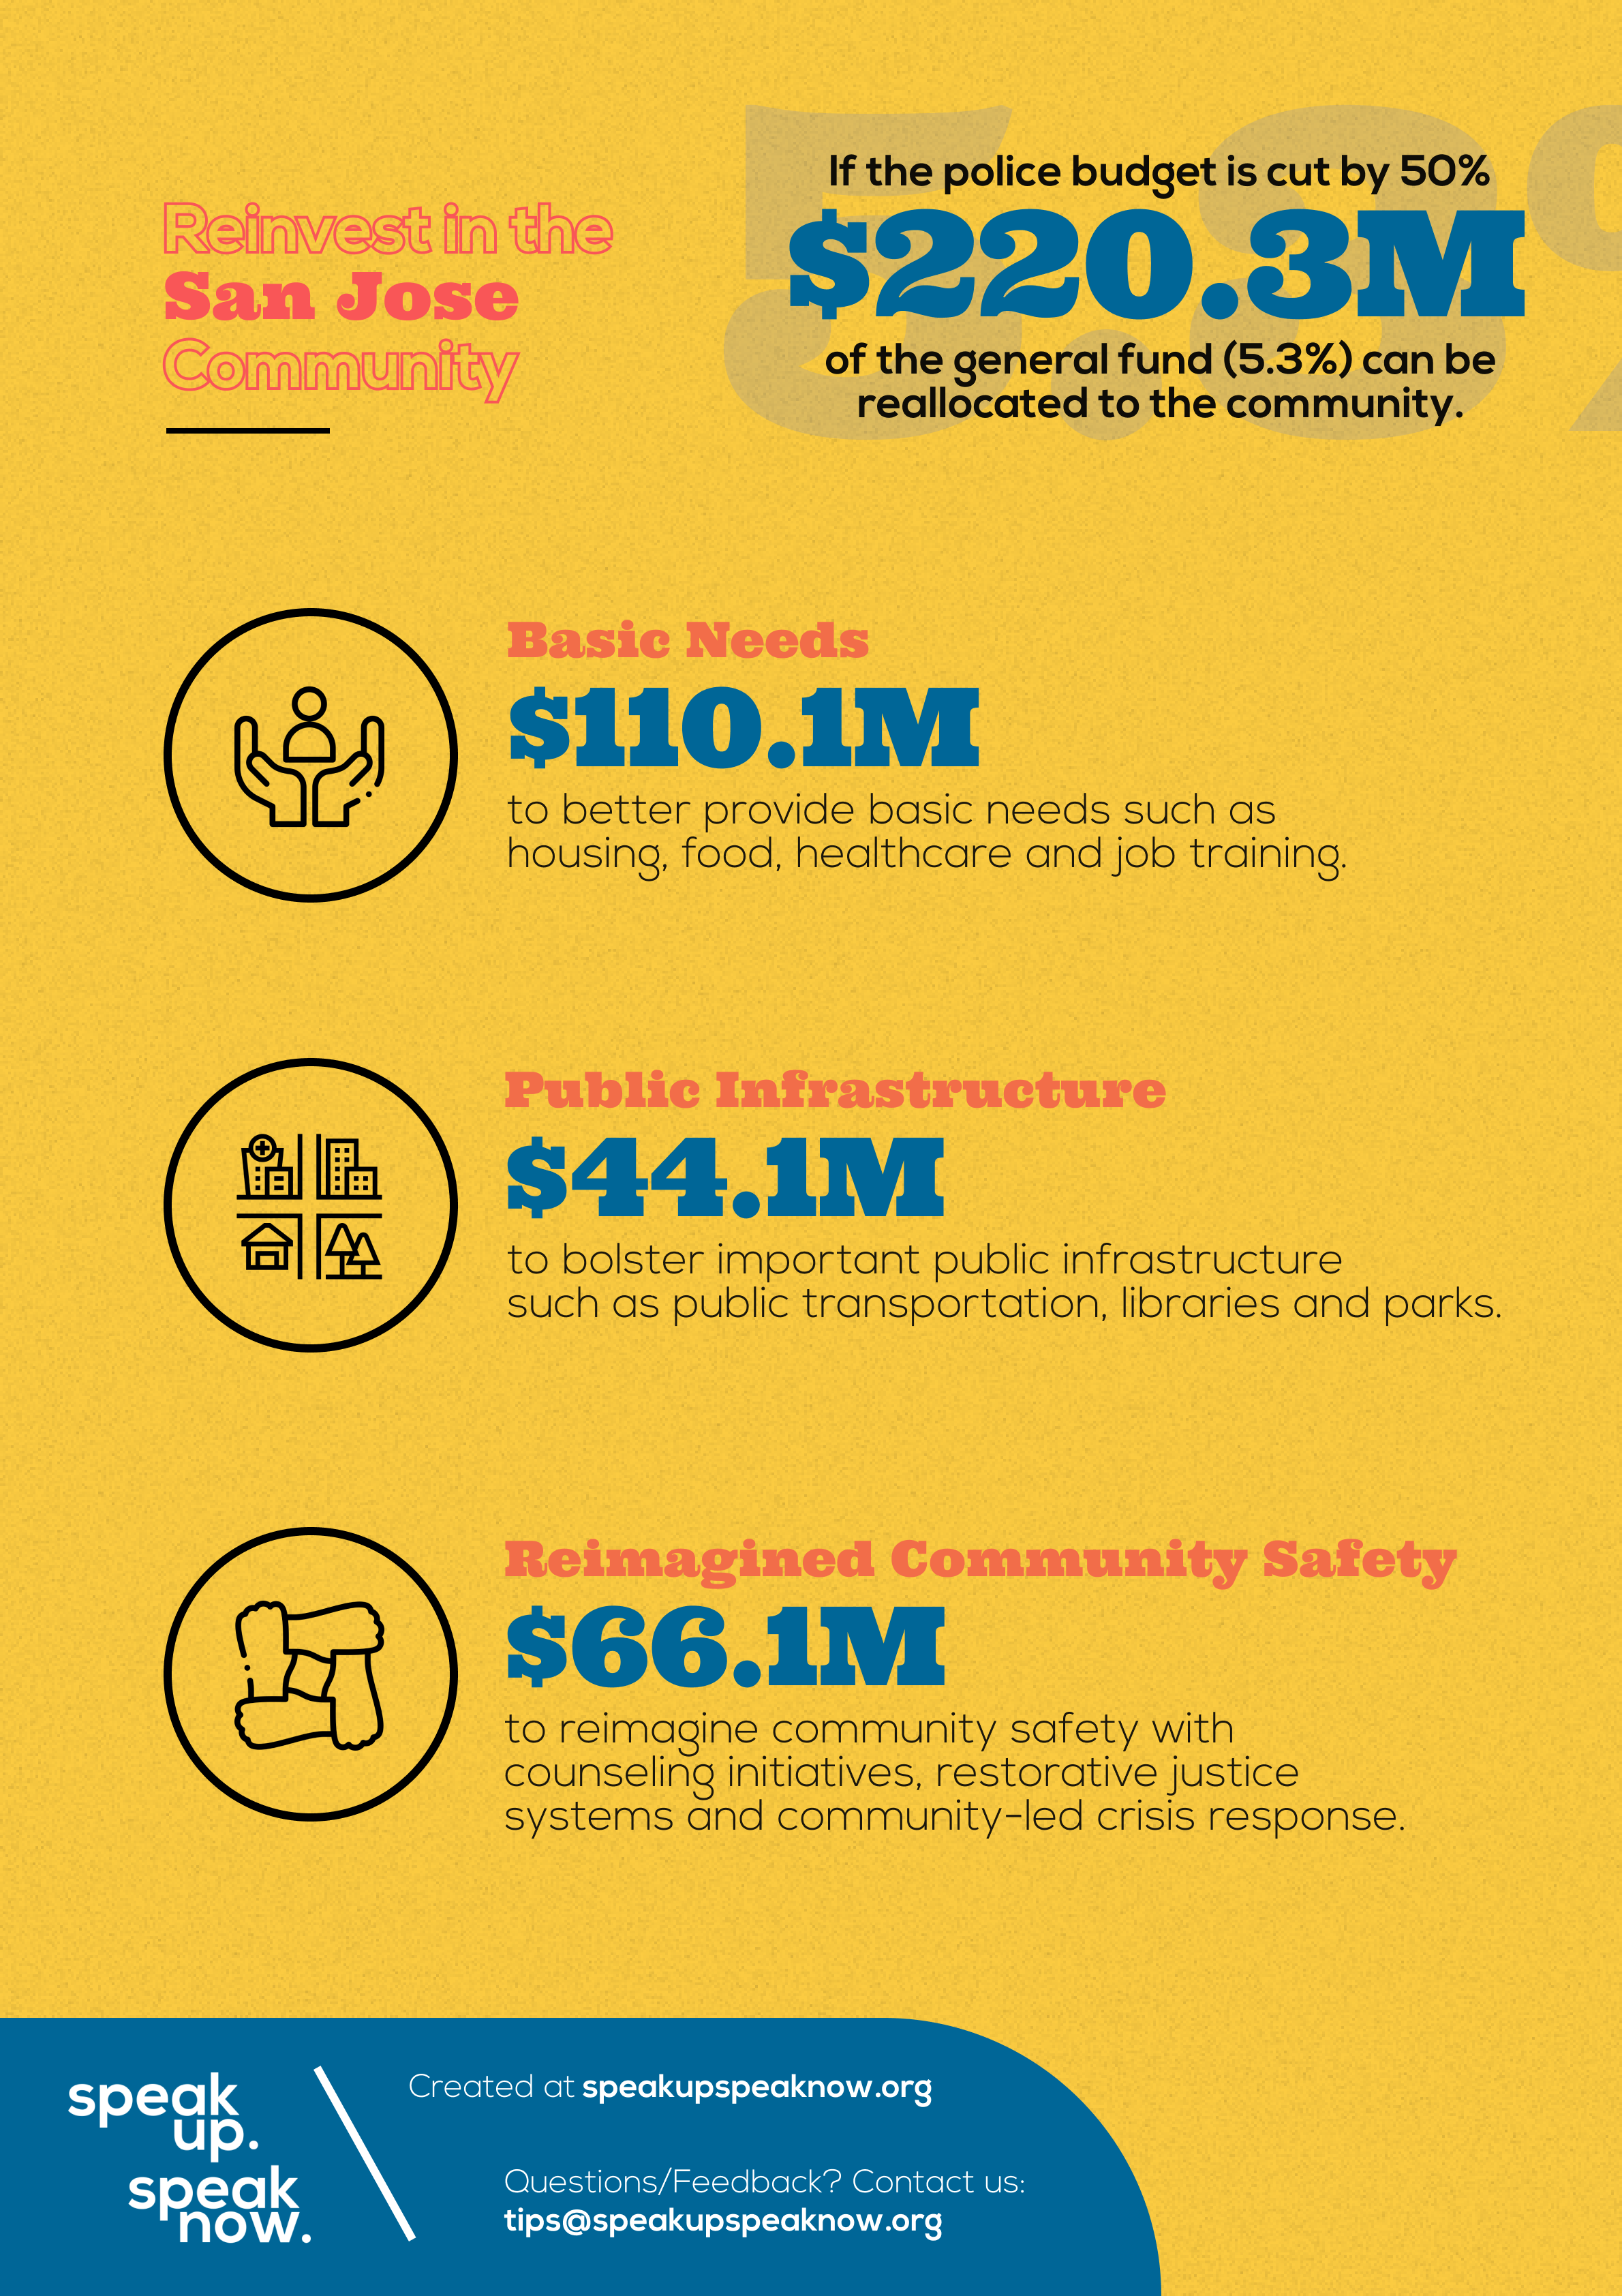 Reinvest in the
San Jose
Community
5.3%
If the police budget is cut by 50%
$220.3M
of the general fund (5.3%) can be
reallocated to the community.
Basic Needs
$110.1M
to better provide basic needs such as
housing, food, healthcare and job training.
Public Infrastructure
$44.1M
to bolster important public infrastructure
such as public transportation, libraries and parks.
Reimagined Community Safety
$66.1M
to reimagine community safety with
counseling initiatives, restorative justice
systems and community-led crisis response.
speak
up.
speak
now.
Created at speakupspeaknow.org
Questions/Feedback? Contact us:
tips@speakupspeaknow.org